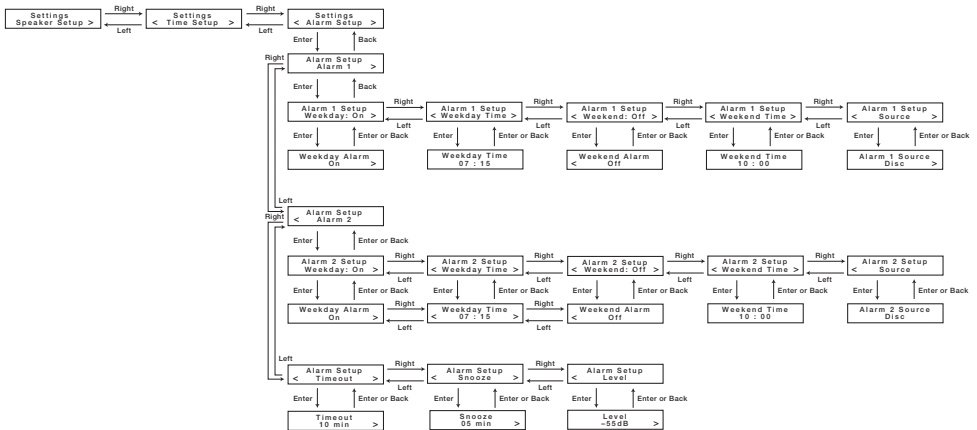 Settings
Speaker Setup >
Right
Left
Settings
< Time Setup >
Right
Left
Settings
< Alarm Setup
Enter
Back
Right
Alarm Setup
Alarm 1 >
Enter
Back
Alarm 1 Setup
Weekday: On >
Right
Left
Alarm 1 Setup
< Weekday Time >
Right
Left
Alarm 1 Setup
< Weekend: Off >
Right
Left
Alarm 1 Setup
< Weekend Time >
Right
Left
Alarm 1 Setup
< Source
Enter
Enter or Back
Enter
Enter or Back
Enter
Enter or Back
Enter
Enter or Back
Enter
Enter or Back
Weekday Alarm
On >
Weekday Time
07 : 15
Weekend Alarm
< Off
Weekend Time
10 : 00
Alarm 1 Source
Disc >
Left
Right
Alarm Setup
< Alarm 2
Enter
Enter or Back
Alarm 2 Setup
Weekday: On >
Right
Left
Alarm 2 Setup
< Weekday Time >
Right
Left
Alarm 2 Setup
< Weekend: Off >
Right
Left
Alarm 2 Setup
< Weekend Time >
Right
Left
Alarm 2 Setup
< Source
Enter
Enter or Back
Enter
Enter or Back
Enter
Enter or Back
Enter
Enter or Back
Enter
Enter or Back
Weekday Alarm
On >
Right
Left
Weekday Time
< 07 : 15 >
Right
Left
Weekend Alarm
< Off
Weekend Time
10 : 00
Alarm 2 Source
Disc >
Left
Alarm Setup
< Timeout >
Right
Left
Alarm Setup
< Snooze >
Right
Left
Alarm Setup
< Level
Enter
Enter or Back
Enter
Enter or Back
Enter
Enter or Back
Timeout
10 min >
Snooze
05 min >
Level
–55dB >